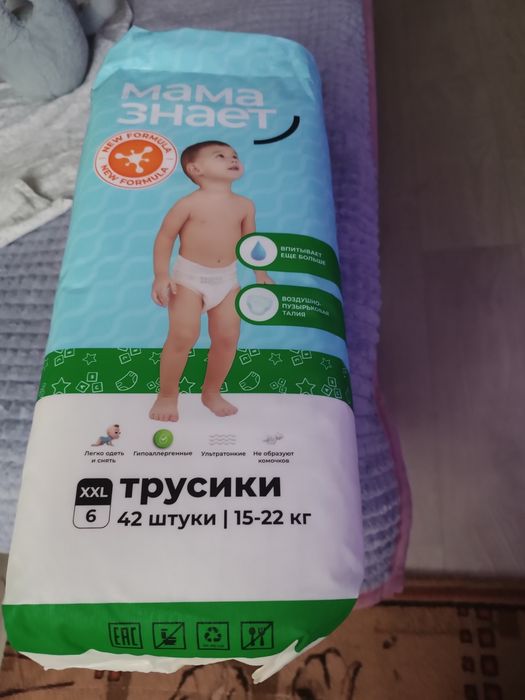 мама
знает
NEW FORMULA
NEW FORMULA
ВПИТЫВАЕТ
ЕЩЕ БОЛЬШЕ
ВОЗДУШНО-
ПУЗЫРЬКОВАЯ
ТАЛИЯ
Легко одеть
и снять
Гипоаллергенные
Ультратонкие
Не образуют
комочков
XXL
6
трусики
42 штуки | 15-22 кг
EAC